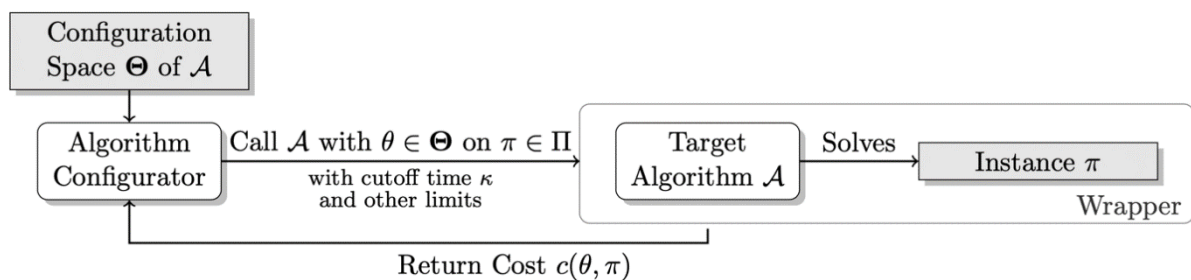 Configuration
Space Θ of 𝒜
Algorithm
Configurator
Call 𝒜 with θ ∈ Θ on π ∈ Π
with cutoff time κ
and other limits
Target
Algorithm 𝒜
Solves
Instance π
Wrapper
Return Cost c(θ, π)